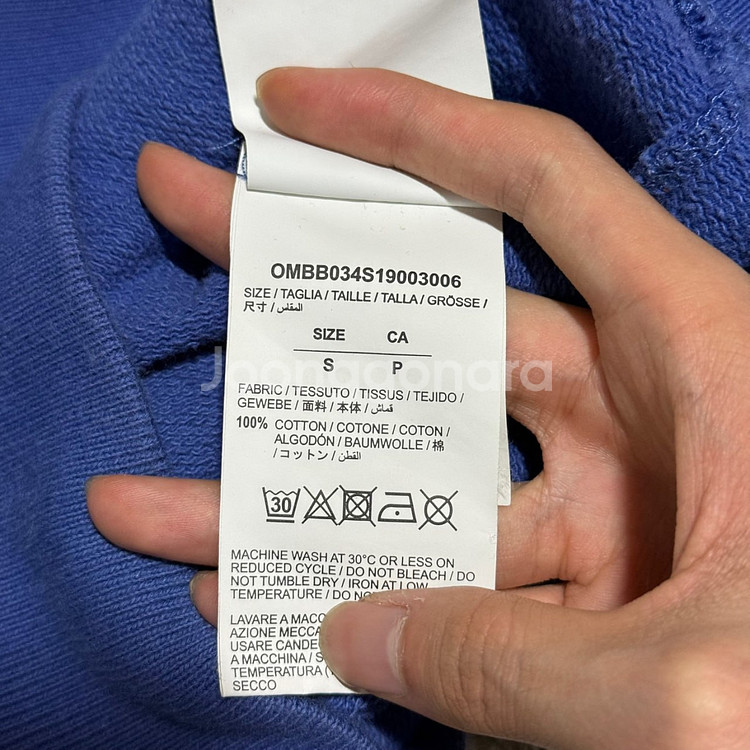 OMBB034S19003006
SIZE / TAGLIA / TAILLE / TALLA / GRÖSSE /
尺寸 / المقاس /
SIZE CA
S P
Joonggonara
FABRIC / TESSUTO / TISSUS / TEJIDO /
GEWEBE / 面料 / 本体 / قماش /
100% COTTON / COTONE / COTON /
ALGODÓN / BAUMWOLLE / 棉
/ コットン / القطن /
30
MACHINE WASH AT 30°C OR LESS ON
REDUCED CYCLE / DO NOT BLEACH / DO
NOT TUMBLE DRY / IRON AT LOW
TEMPERATURE / DO NO
LAVARE A MACC
AZIONE MECCA
USARE CANDE
A MACCHINA / S
TEMPERATURA (
SECCO